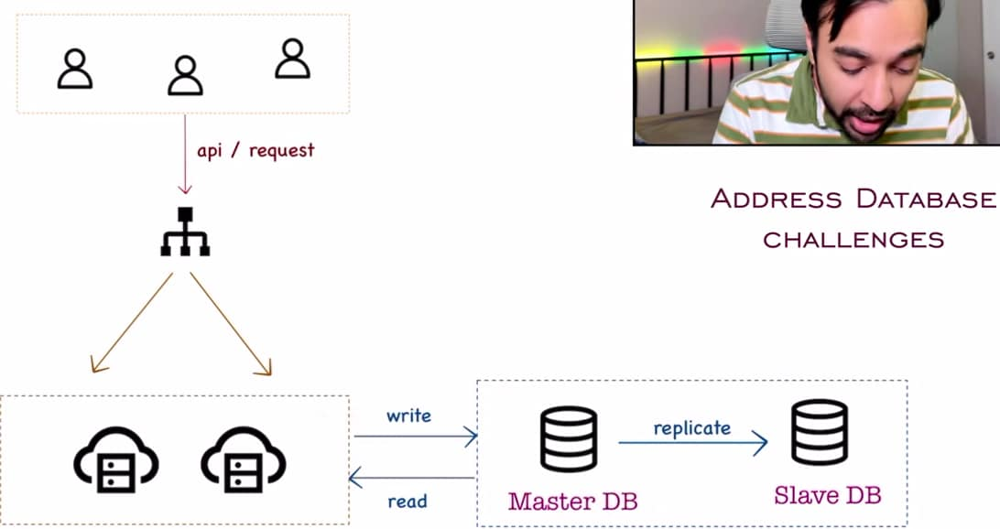 api / request
ADDRESS DATABASE
CHALLENGES
write
replicate
read
Master DB
Slave DB